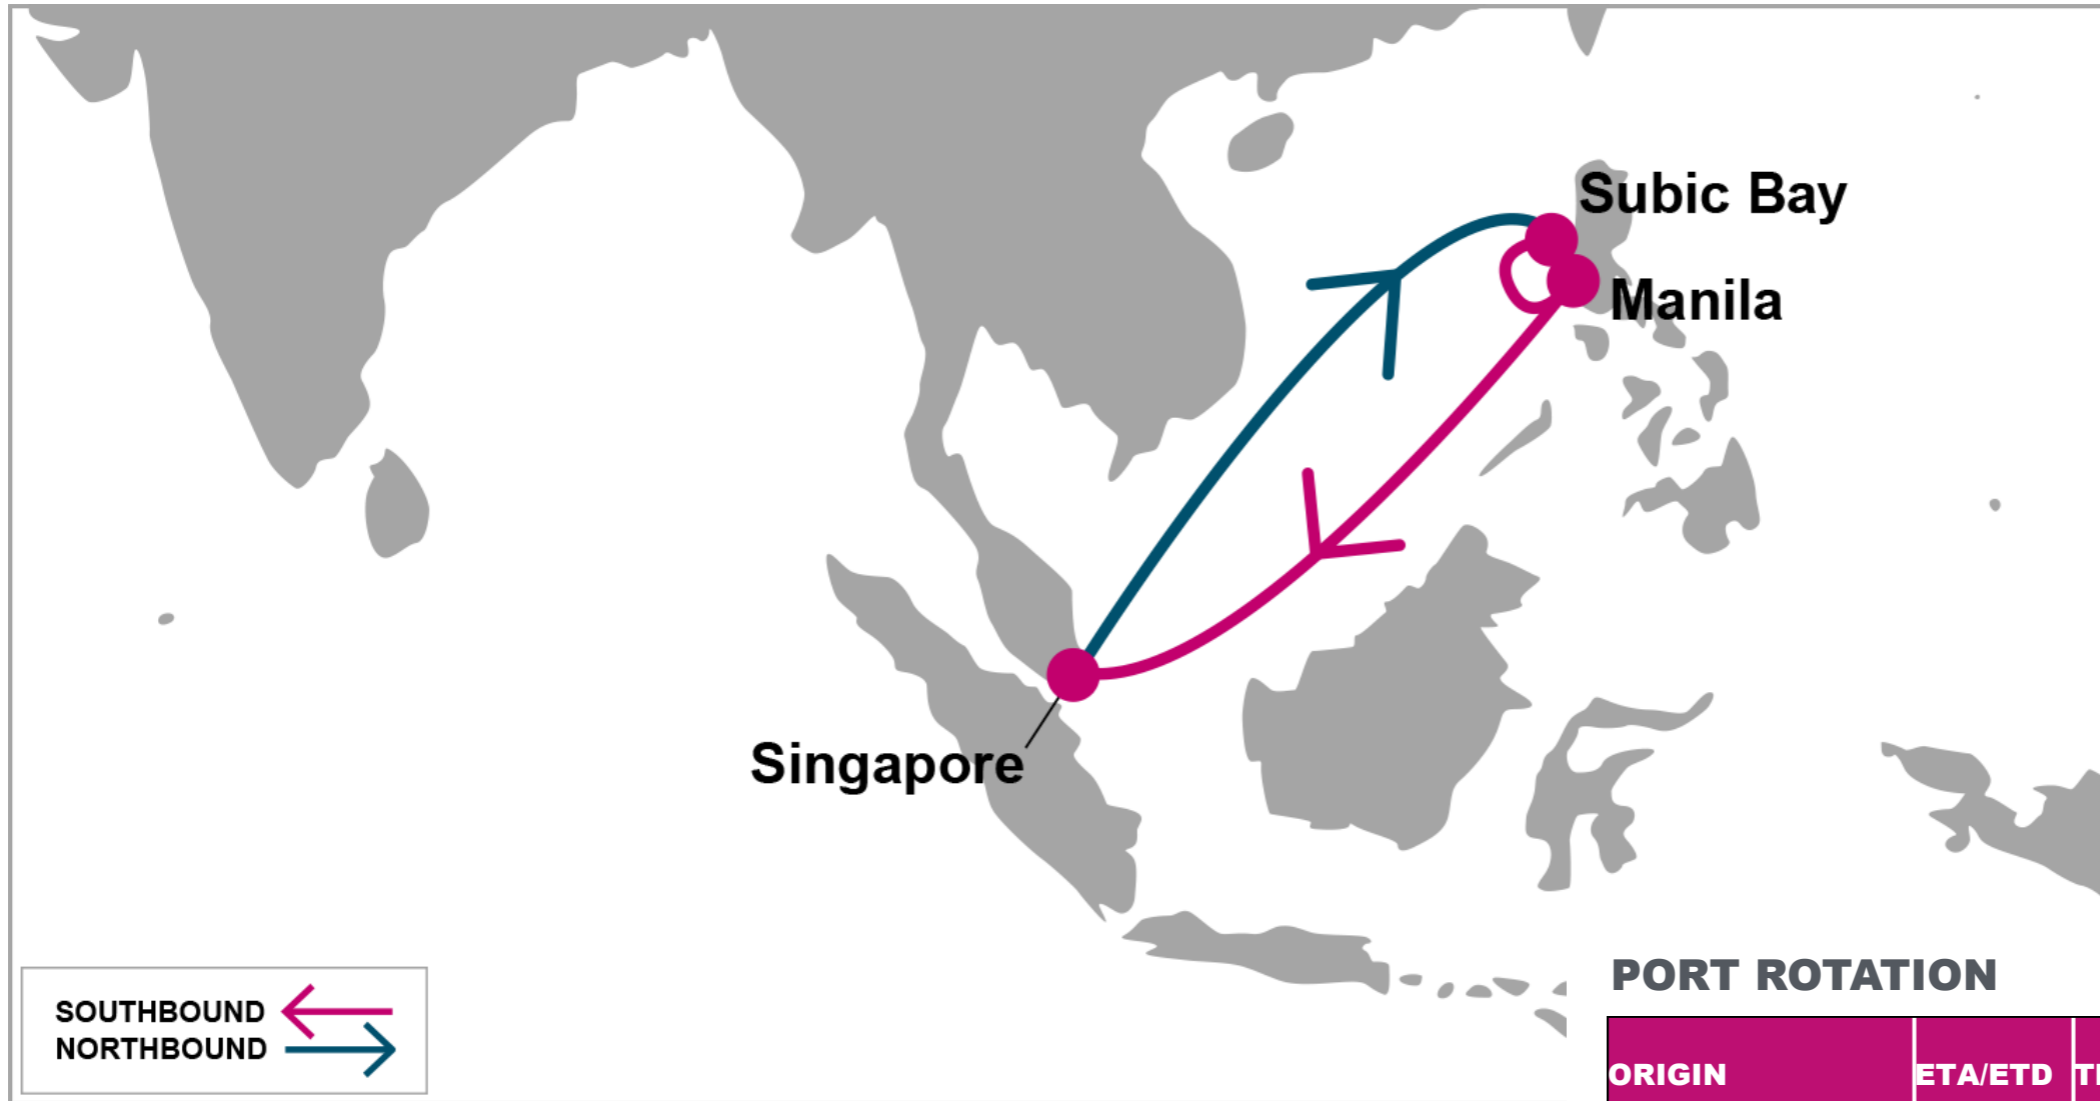 Subic Bay
Manila
Singapore
SOUTHBOUND
NORTHBOUND
PORT ROTATION
ORIGIN ETA/ETD